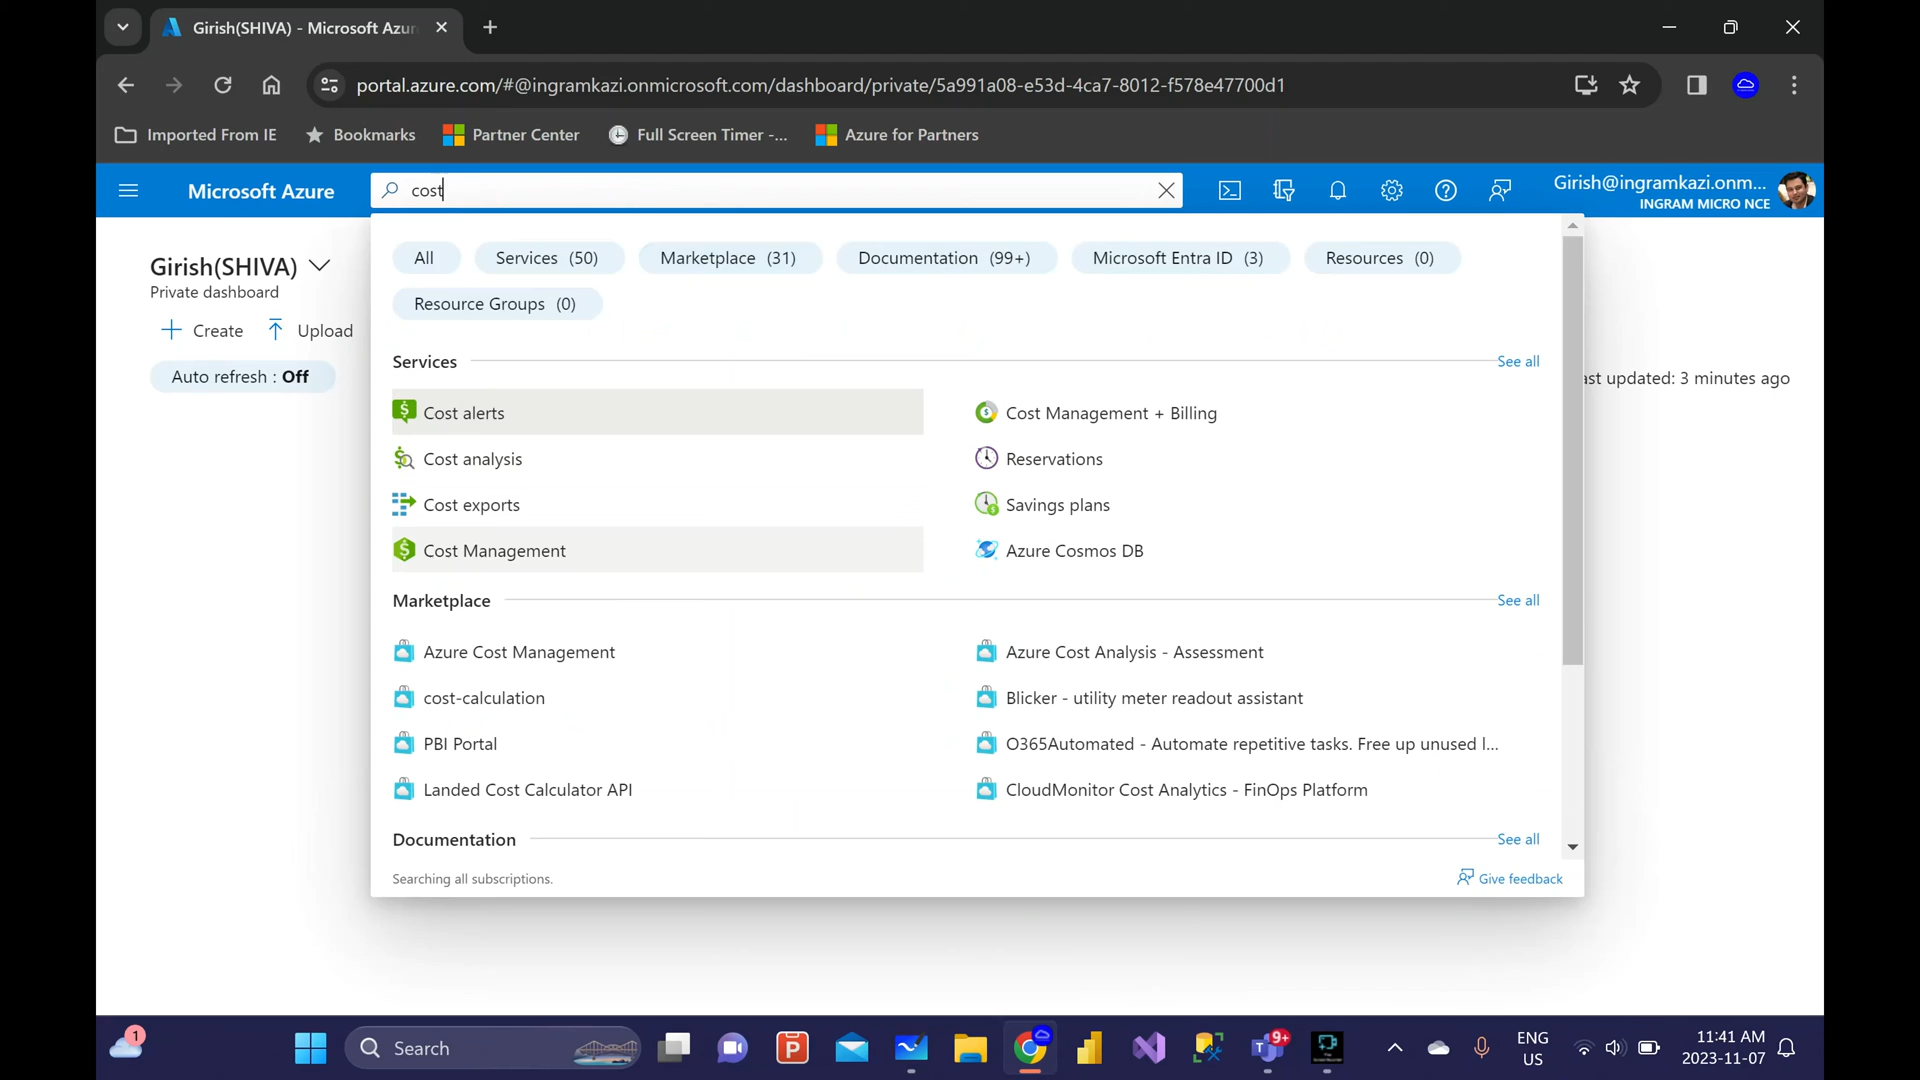 Girish(SHIVA) - Microsoft Azur
portal.azure.com/#@ingramkazi.onmicrosoft.com/dashboard/private/5a991a08-e53d-4ca7-8012-f578e47700d1
Imported From IE
Bookmarks
Partner Center
Full Screen Timer -...
Azure for Partners
Microsoft Azure
cost
Girish@ingramkazi.onm...
INGRAM MICRO NCE
Girish(SHIVA)
Private dashboard
Create
Upload
Auto refresh : Off
ast updated: 3 minutes ago
All
Services (50)
Marketplace (31)
Documentation (99+)
Microsoft Entra ID (3)
Resources (0)
Resource Groups (0)
Services
See all
Cost alerts
Cost Management + Billing
Cost analysis
Reservations
Cost exports
Savings plans
Cost Management
Azure Cosmos DB
Marketplace
See all
Azure Cost Management
Azure Cost Analysis - Assessment
cost-calculation
Blicker - utility meter readout assistant
PBI Portal
O365Automated - Automate repetitive tasks. Free up unused l...
Landed Cost Calculator API
CloudMonitor Cost Analytics - FinOps Platform
Documentation
See all
Searching all subscriptions.
Give feedback
1
Search
9+
ENG
US
11:41 AM
2023-11-07